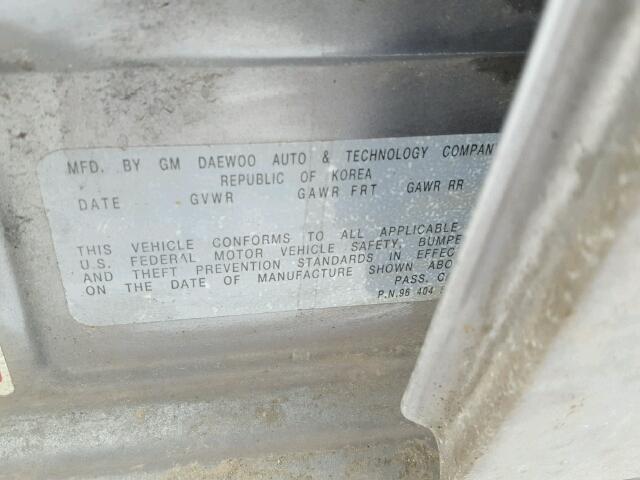 MFD. BY GM DAEWOO AUTO & TECHNOLOGY COMPANY
REPUBLIC OF KOREA
DATE GVWR GAWR FRT GAWR RR
THIS VEHICLE CONFORMS TO ALL APPLICABLE
U.S. FEDERAL MOTOR VEHICLE SAFETY, BUMPE
AND THEFT PREVENTION STANDARDS IN EFFEC
ON THE DATE OF MANUFACTURE SHOWN ABO
PASS. C
P.N.96 404